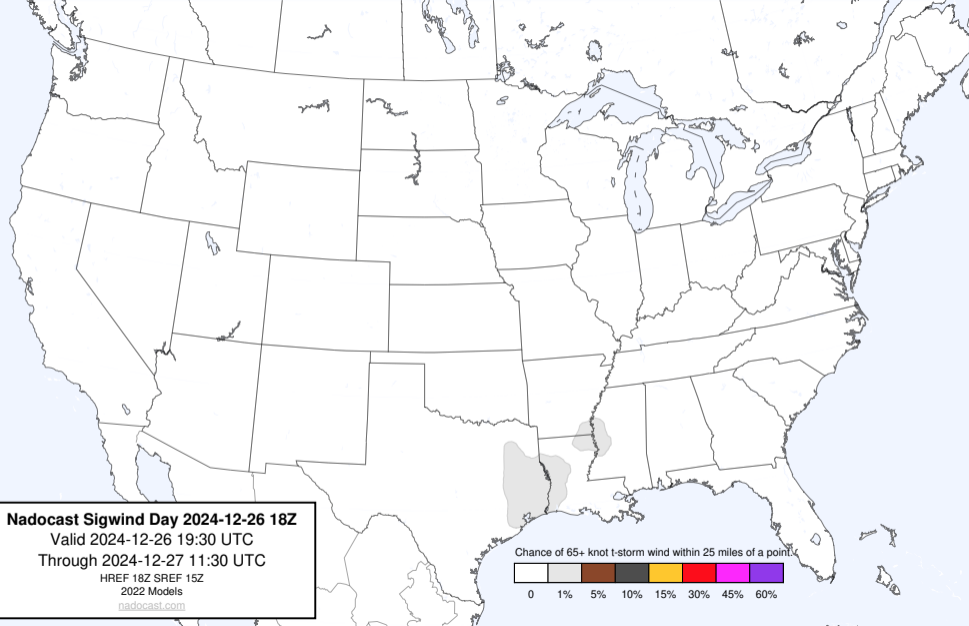 Nadocast Sigwind Day 2024-12-26 18Z
Valid 2024-12-26 19:30 UTC
Through 2024-12-27 11:30 UTC
HREF 18Z SREF 15Z
2022 Models
nadocast.com
Chance of 65+ knot t-storm wind within 25 miles of a point.
0 1% 5% 10% 15% 30% 45% 60%